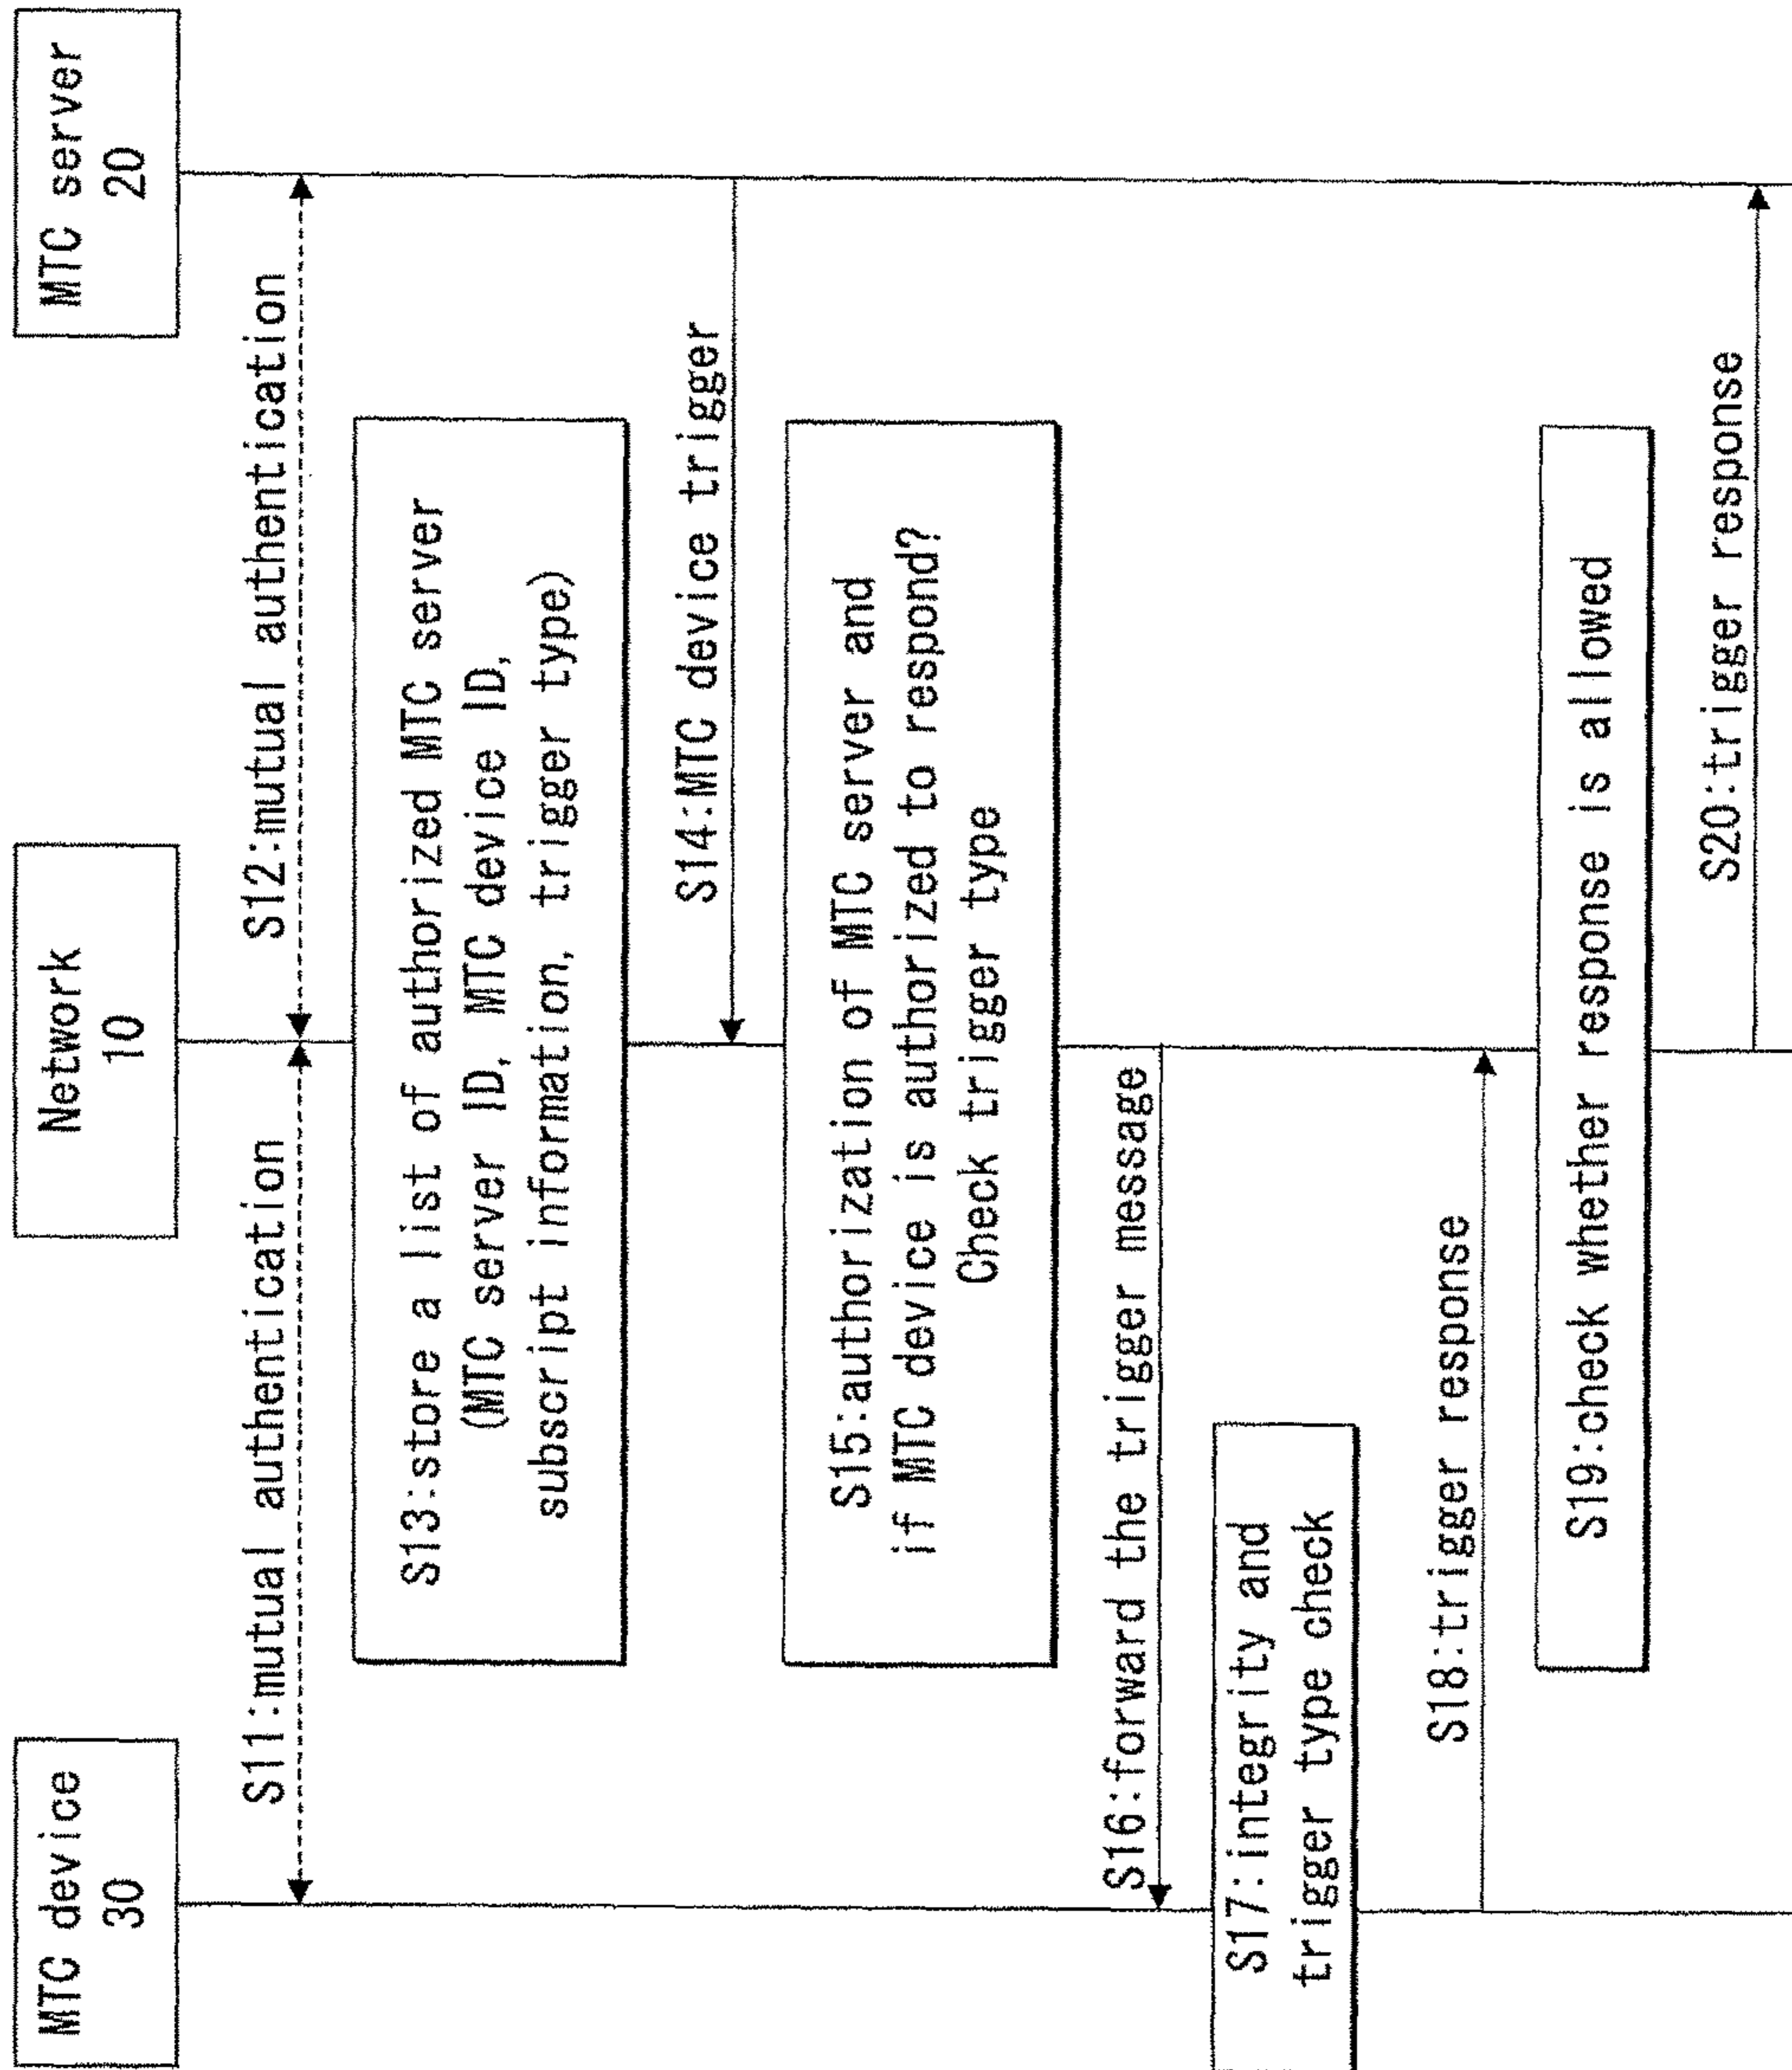 MTC device
30
Network
10
MTC server
20
S11:mutual authentication
S12:mutual authentication
S13:store a list of authorized MTC server
(MTC server ID, MTC device ID,
subscript information, trigger type)
S14:MTC device trigger
S15:authorization of MTC server and
if MTC device is authorized to respond?
Check trigger type
S16:forward the trigger message
S17:integrity and
trigger type check
S18:trigger response
S19:check whether response is allowed
S20:trigger response